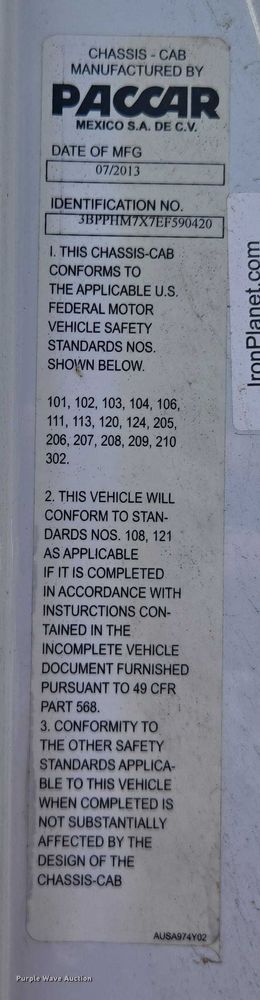 CHASSIS - CAB
MANUFACTURED BY
PACCAR
MEXICO S.A. DE C.V.
DATE OF MFG
07/2013
IDENTIFICATION NO.
3BPPHM7X7EF590420
I. THIS CHASSIS-CAB
CONFORMS TO
THE APPLICABLE U.S.
FEDERAL MOTOR
VEHICLE SAFETY
STANDARDS NOS.
SHOWN BELOW.
101, 102, 103, 104, 106,
111, 113, 120, 124, 205,
206, 207, 208, 209, 210
302.
2. THIS VEHICLE WILL
CONFORM TO STAN-
DARDS NOS. 108, 121
AS APPLICABLE
IF IT IS COMPLETED
IN ACCORDANCE WITH
INSTURCTIONS CON-
TAINED IN THE
INCOMPLETE VEHICLE
DOCUMENT FURNISHED
PURSUANT TO 49 CFR
PART 568.
3. CONFORMITY TO
THE OTHER SAFETY
STANDARDS APPLICA-
BLE TO THIS VEHICLE
WHEN COMPLETED IS
NOT SUBSTANTIALLY
AFFECTED BY THE
DESIGN OF THE
CHASSIS-CAB
AUSA974Y02
IronPlanet.com
Purple Wave Auction